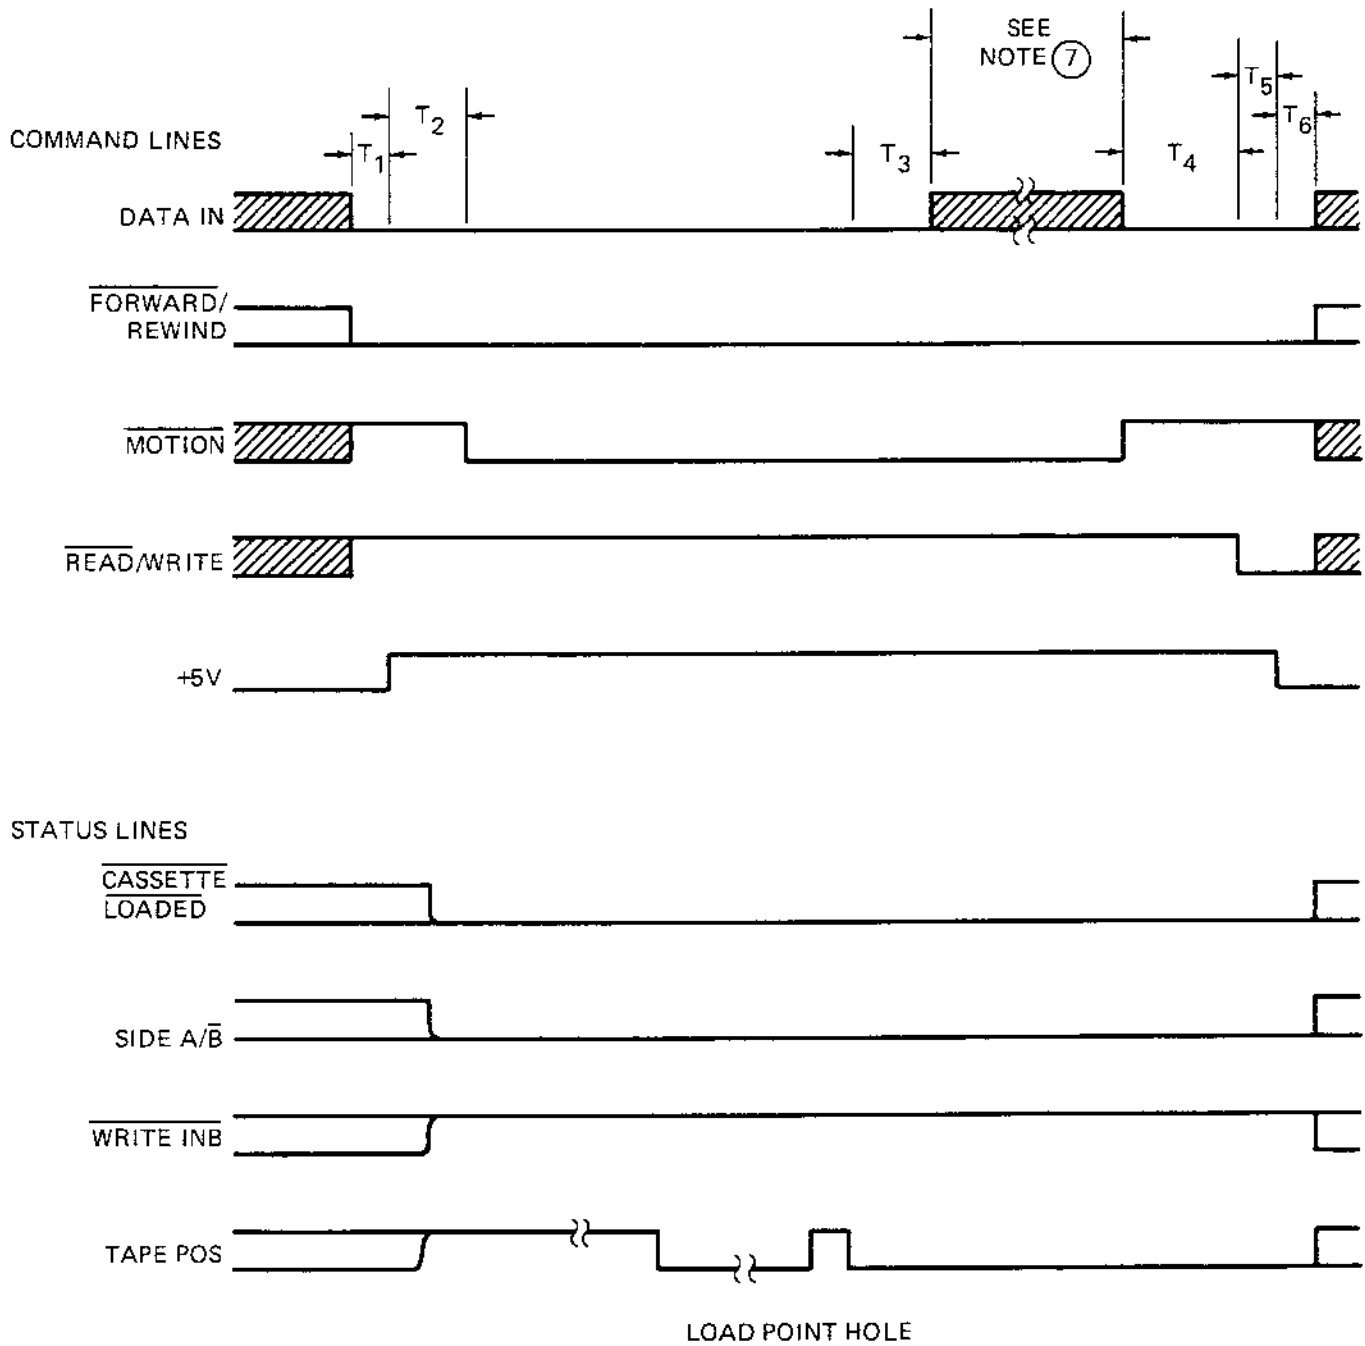 SEE
NOTE 7
T5
T2
T6
COMMAND LINES
T1
T3
T4
DATA IN
FORWARD/
REWIND
MOTION
READ/WRITE
+5V
STATUS LINES
CASSETTE
LOADED
SIDE A/B̅
WRITE INB
TAPE POS
LOAD POINT HOLE